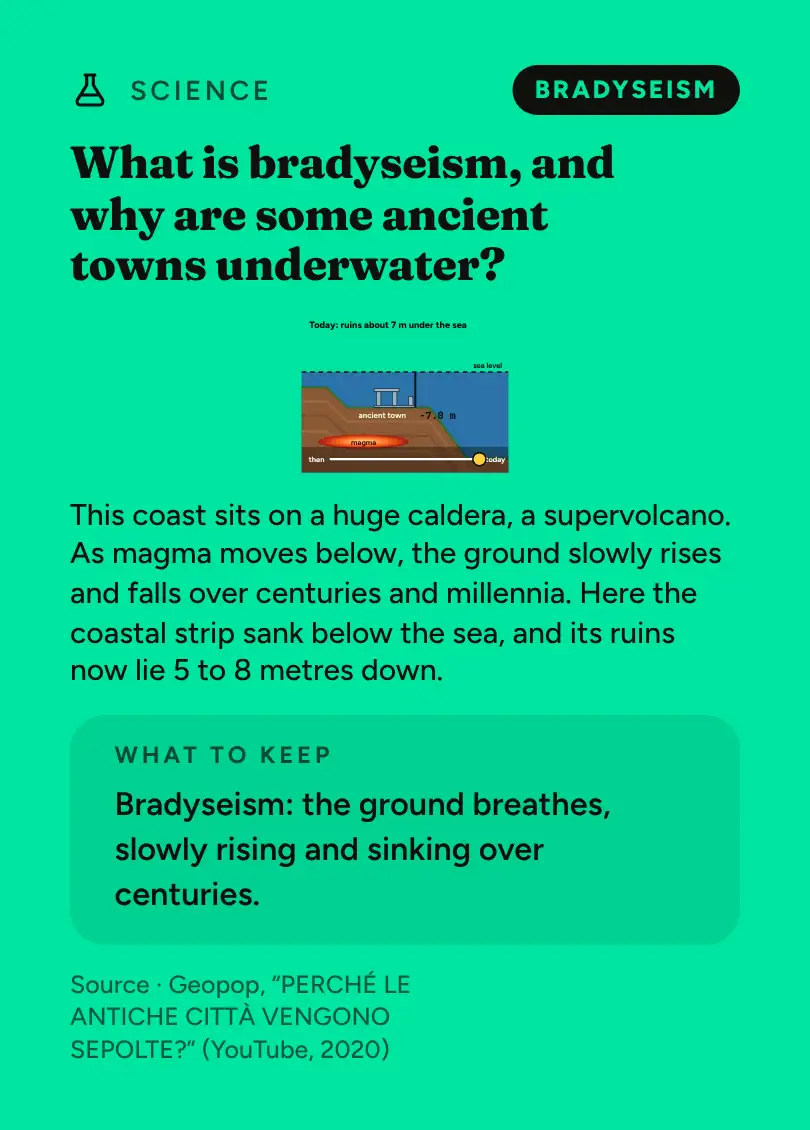 SCIENCE
BRADYSEISM
What is bradyseism, and
why are some ancient
towns underwater?
Today: ruins about 7 m under the sea
sea level
ancient town
-7.0 m
magma
then
today
This coast sits on a huge caldera, a supervolcano.
As magma moves below, the ground slowly rises
and falls over centuries and millennia. Here the
coastal strip sank below the sea, and its ruins
now lie 5 to 8 metres down.
WHAT TO KEEP
Bradyseism: the ground breathes,
slowly rising and sinking over
centuries.
Source · Geopop, “PERCHÉ LE
ANTICHE CITTÀ VENGONO
SEPOLTE?” (YouTube, 2020)